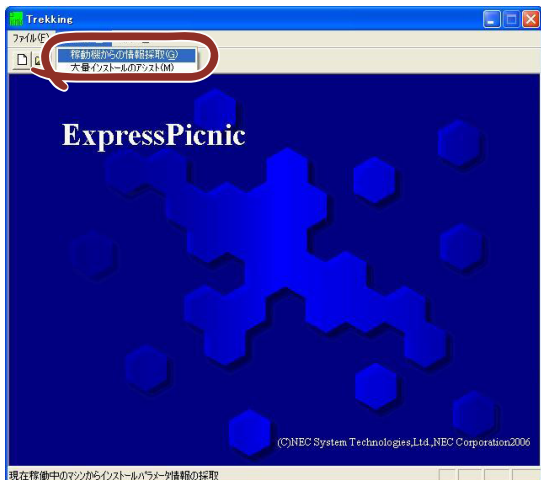 Trekking
ファイル(F)
稼動機からの情報採取(G)
大量インストールのアシスト(M)
ExpressPicnic
(C)NEC System Technologies,Ltd.,NEC Corporation2006
現在稼働中のマシンからインストールパラメータ情報の採取